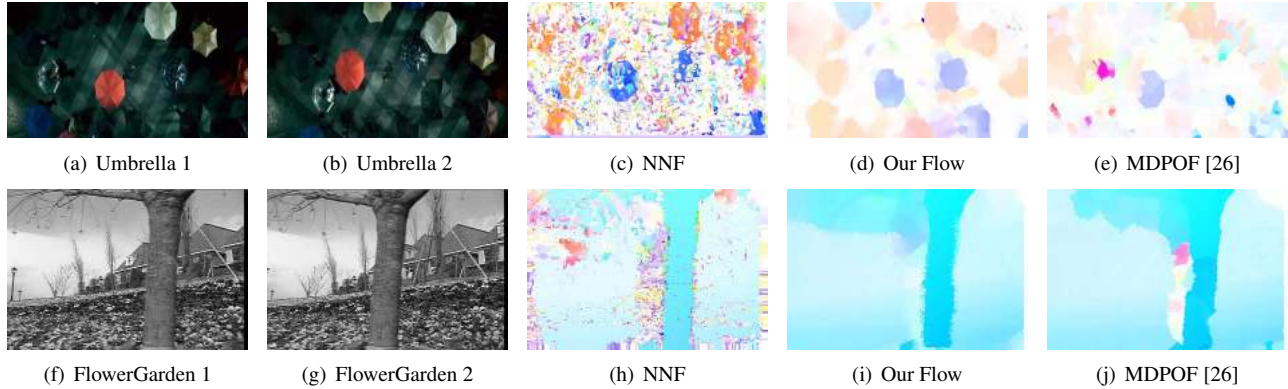 (a) Umbrella 1
(b) Umbrella 2
(c) NNF
(d) Our Flow
(e) MDPOF [26]
(f) FlowerGarden 1
(g) FlowerGarden 2
(h) NNF
(i) Our Flow
(j) MDPOF [26]